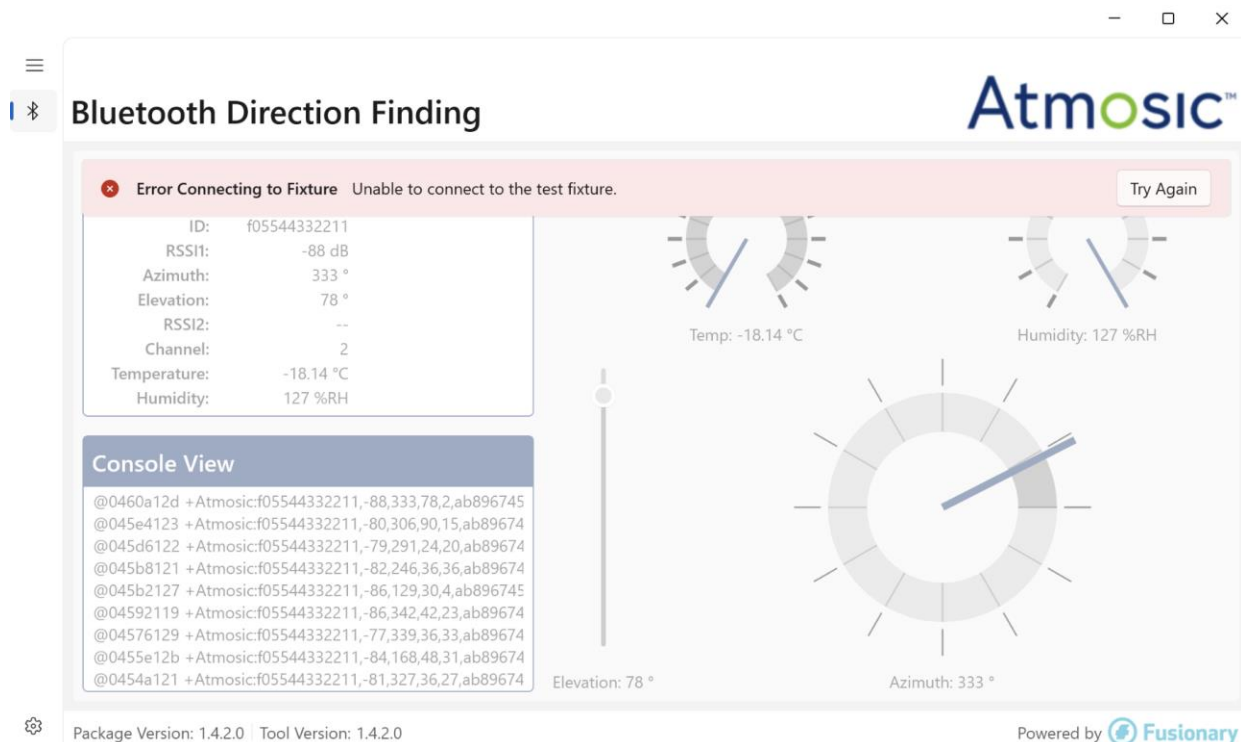 Bluetooth Direction Finding
Atmosic™
Error Connecting to Fixture Unable to connect to the test fixture.
Try Again
ID: f05544332211
RSSI1: -88 dB
Azimuth: 333 °
Elevation: 78 °
RSSI2: --
Channel: 2
Temperature: -18.14 °C
Humidity: 127 %RH
Temp: -18.14 °C
Humidity: 127 %RH
Console View
@0460a12d +Atmosic:f05544332211,-88,333,78,2,ab896745
@045e4123 +Atmosic:f05544332211,-80,306,90,15,ab89674
@045d6122 +Atmosic:f05544332211,-79,291,24,20,ab89674
@045b8121 +Atmosic:f05544332211,-82,246,36,36,ab89674
@045b2127 +Atmosic:f05544332211,-86,129,30,4,ab896745
@04592119 +Atmosic:f05544332211,-86,342,42,23,ab89674
@04576129 +Atmosic:f05544332211,-77,339,36,33,ab89674
@0455e12b +Atmosic:f05544332211,-84,168,48,31,ab89674
@0454a121 +Atmosic:f05544332211,-81,327,36,27,ab89674
Elevation: 78 °
Azimuth: 333 °
Package Version: 1.4.2.0 Tool Version: 1.4.2.0
Powered by Fusionary